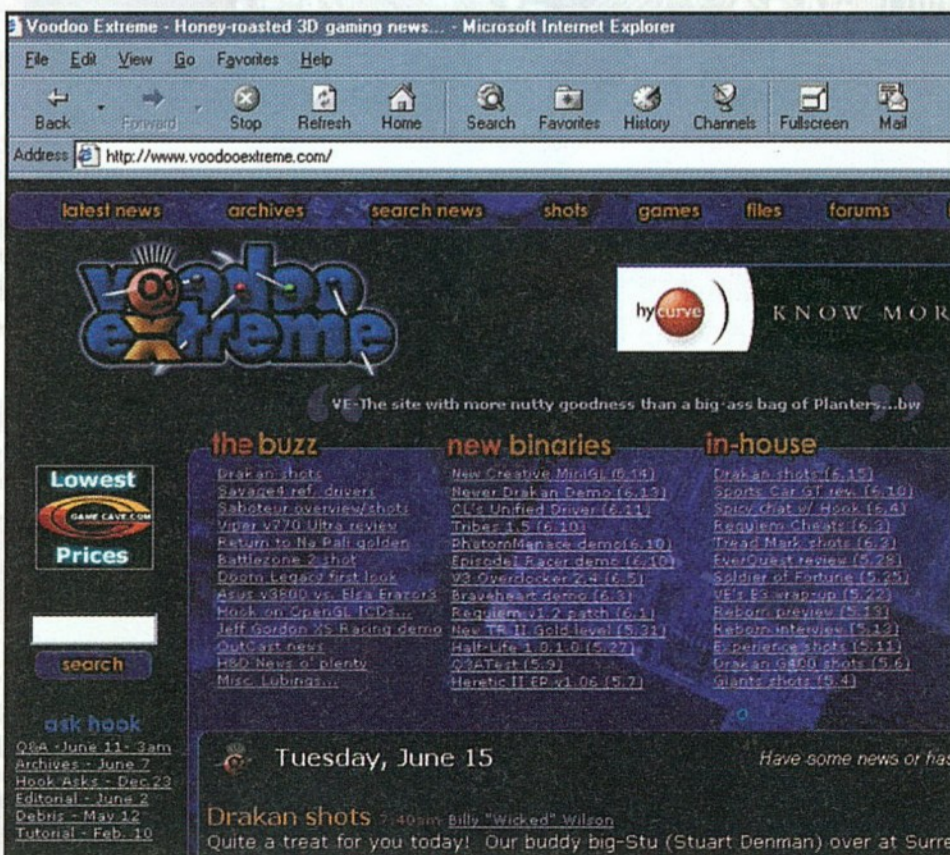 Voodoo Extreme - Honey-roasted 3D gaming news... - Microsoft Internet Explorer
File Edit View Go Favorites Help
Back Forward Stop Refresh Home Search Favorites History Channels Fullscreen Mail
Address http://www.voodooextreme.com/
latest news archives search news shots games files forums
voodoo
extreme
hycurve
KNOW MOR
VE-The site with more nutty goodness than a big-ass bag of Planters...bw
the buzz
Drakan shots
Savage4 ref. drivers
Saboteur overview/shots
Viper v770 Ultra review
Return to Na Pali golden
Battlezone 2 shot
Doom Legacy first look
Asus v3800 vs. Elsa Erazor3
Hook on OpenGL ICDs...
Jeff Gordon XS Racing demo
OutCast news
H&D News o' plenty
Misc. Lubings...
new binaries
New Creative MiniGL (6.14)
Newer Drakan Demo (6.13)
CL's Unified Driver (6.11)
Tribes 1.5 (6.10)
PhatomMenace demo(6.10)
EpisodeI Racer demo (6.10)
V3 Overclocker 2.4 (6.5)
Braveheart demo (6.3)
Requiem v1.2 patch (6.1)
New TR II Gold level (5.31)
Half-Life 1.0.1.0 (5.27)
Q3ATest (5.9)
Heretic II EP v1.06 (5.7)
in-house
Drakan shots (6.15)
Sports Car GT rev. (6.10)
Spicy chat w/ Hook (6.4)
Requiem Cheats (6.3)
Tread Mark shots (6.3)
EverQuest review (5.28)
Soldier of Fortune (5.25)
VE's E3 wrap-up (5.22)
Reborn preview (5.13)
Reborn interview (5.13)
Experience shots (5.11)
Drakan G400 shots (5.6)
Giants shots (5.4)
Lowest
GAME CAVE.COM
Prices
search
ask hook
Q&A - June 11- 3am
Archives - June 7
Hook Asks - Dec.23
Editorial - June 2
Debris - May 12
Tutorial - Feb. 10
Tuesday, June 15
Have some news or has
Drakan shots 7:40am Billy "Wicked" Wilson
Quite a treat for you today! Our buddy big-Stu (Stuart Denman) over at Surr